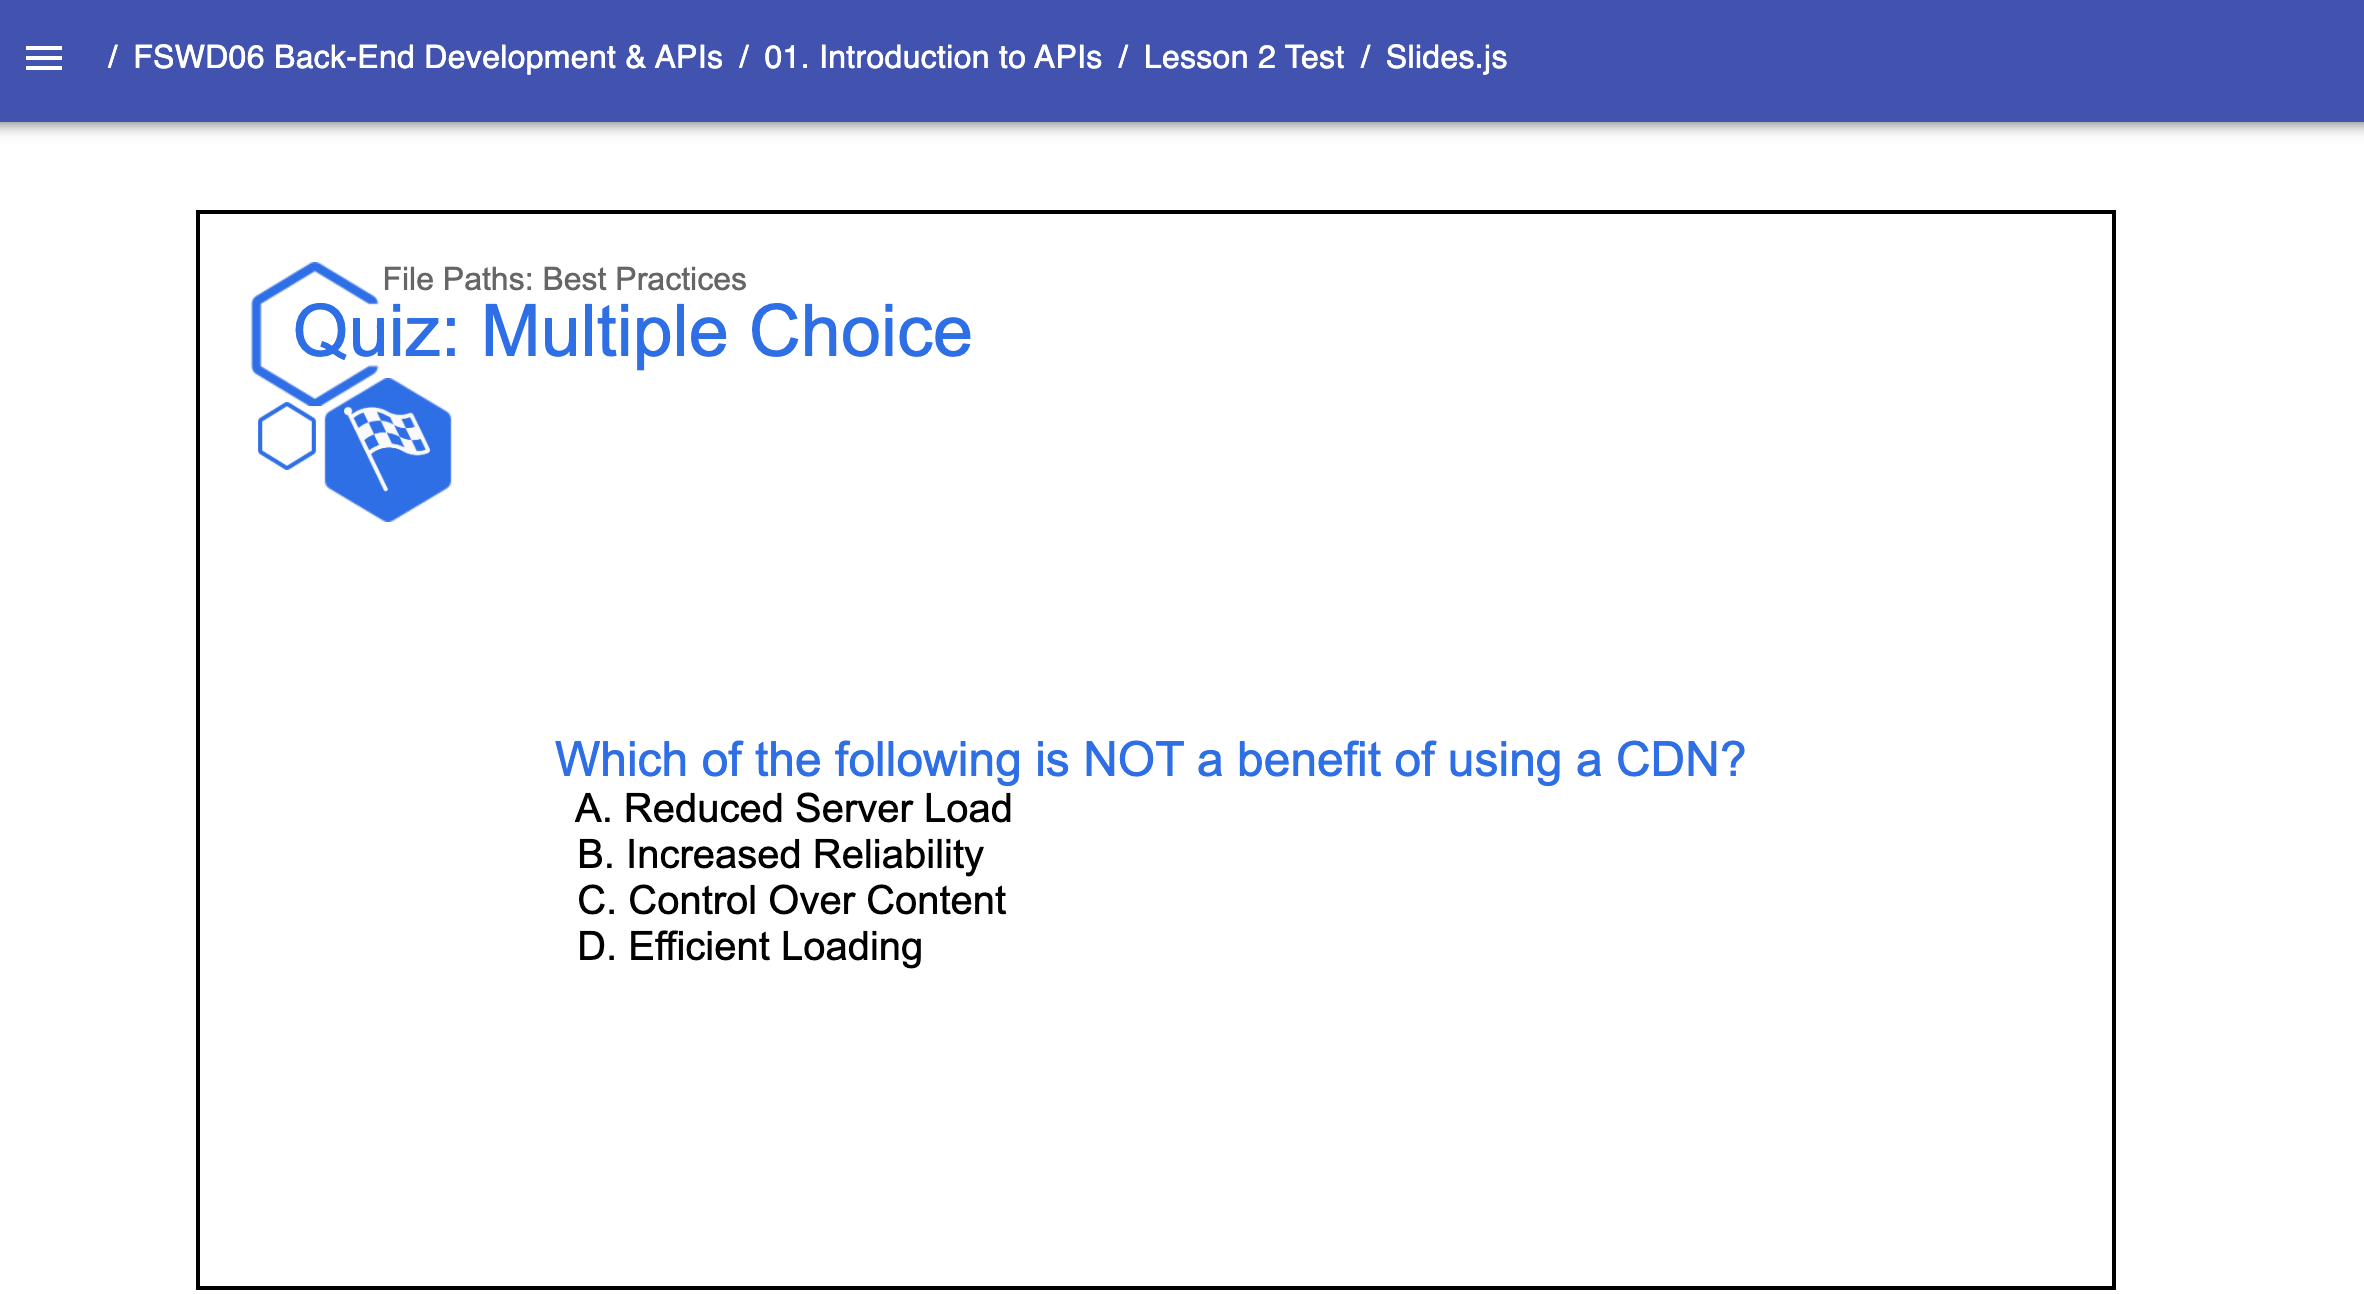 / FSWD06 Back-End Development & APIs / 01. Introduction to APIs / Lesson 2 Test / Slides.js
File Paths: Best Practices
Quiz: Multiple Choice
Which of the following is NOT a benefit of using a CDN?
A. Reduced Server Load
B. Increased Reliability
C. Control Over Content
D. Efficient Loading